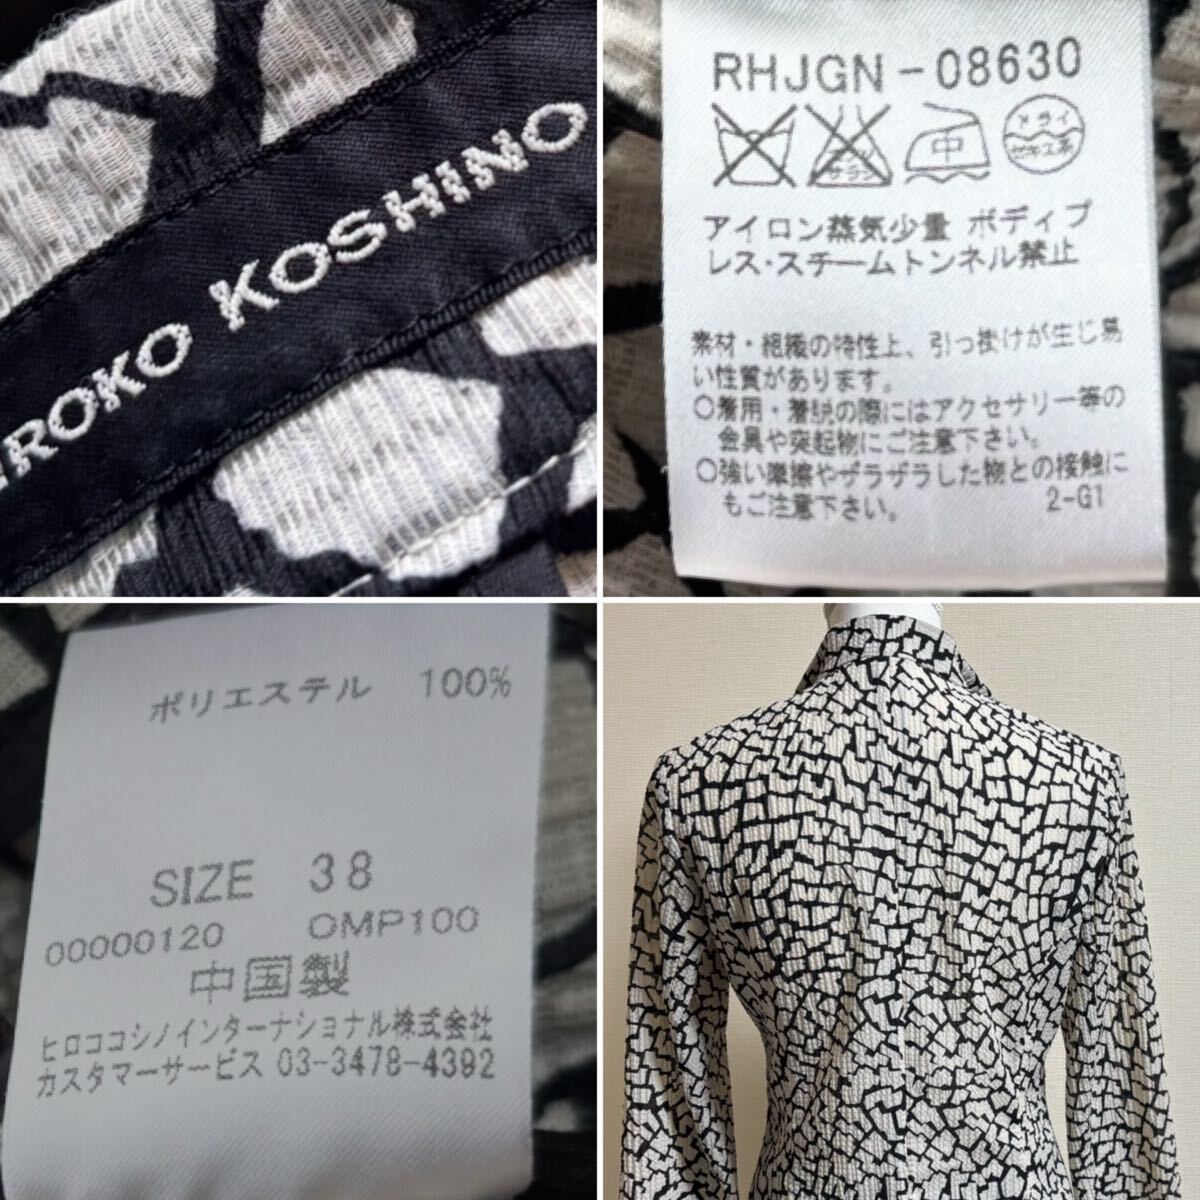 ROKO KOSHINO
RHJGN-08630
サラシ
中
ドライ
セキユ系
アイロン蒸気少量 ボディプ
レス・スチームトンネル禁止
素材・組織の特性上、引っ掛けが生じ易
い性質があります。
○着用・着脱の際にはアクセサリー等の
金具や突起物にご注意下さい。
○強い摩擦やザラザラした物との接触に
もご注意下さい。
2-G1
ポリエステル 100%
SIZE 38
00000120 OMP100
中国製
ヒロココシノインターナショナル株式会社
カスタマーサービス 03-3478-4392